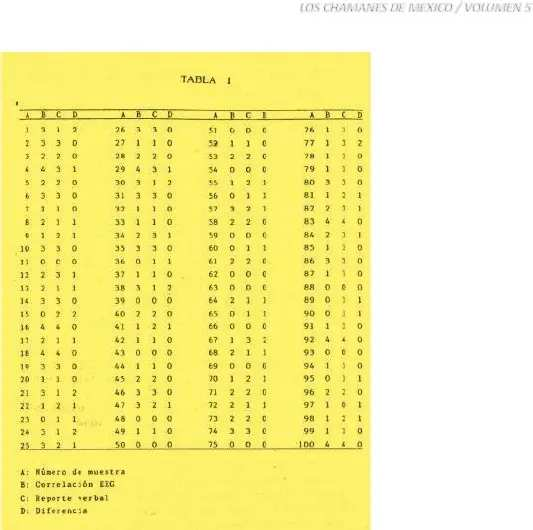 LOS CHAMANES DE MEXICO / VOLUMEN 5
TABLA 1
A B C D A B C D A B C A B C D
1 3 1 2 26 3 3 0 51 0 0 0 76 1 1 0
2 3 3 0 27 1 1 0 52 1 1 0 77 1 3 2
3 2 2 0 28 2 2 0 53 2 2 0 78 1 1 0
4 4 3 1 29 4 3 1 54 0 0 0 79 1 1 0
5 2 2 0 30 3 1 2 55 1 2 1 80 3 3 0
6 3 3 0 31 3 3 0 56 0 1 1 81 1 2 1
7 1 1 0 32 1 1 0 57 3 2 1 82 2 1
8 2 1 1 33 1 1 0 58 2 2 0 83 4 4 0
9 1 2 1 34 2 3 1 59 0 0 0 84 2 1
10 3 3 0 35 3 3 0 60 0 1 1 85 1 1 0
11 0 0 0 36 0 1 1 61 2 2 0 86 3 3 0
12 2 3 1 37 1 1 0 62 0 0 0 87 1 1 0
13 2 1 1 38 3 1 2 63 0 0 0 88 0 0 0
14 3 3 0 39 0 0 0 64 2 1 1 89 0 1 1
15 0 2 2 40 2 2 0 65 0 1 1 90 0 1 1
16 4 4 0 41 1 2 1 66 0 0 0 91 1 1 0
17 2 1 1 42 1 1 0 67 1 3 2 92 4 4 0
18 4 4 0 43 0 0 0 68 2 1 1 93 0 0 0
19 3 3 0 44 1 1 0 69 0 0 0 94 1 1 0
20 1 1 0 45 2 2 0 70 1 2 1 95 0 1 1
21 3 1 2 46 3 3 0 71 2 2 0 96 2 2 0
22 1 2 1 47 3 2 1 72 2 1 1 97 1 0 1
23 0 1 1 48 0 0 0 73 2 2 0 98 1 2 1
24 3 1 2 49 1 1 0 74 3 3 0 99 1 1 0
25 3 2 1 50 0 0 0 75 0 0 0 100 4 4 0
A: Número de muestra
B: Correlación EEG
C: Reporte verbal
D: Diferencia